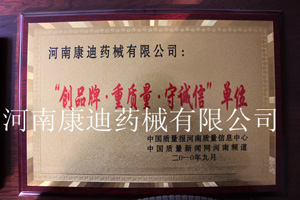 河南康迪药械有限公司：
“创品牌·重质量·守诚信”单位
河南康迪药械有限公司
中国质量报河南质量信息中心
中国质量新闻网河南频道
二〇一〇年九月